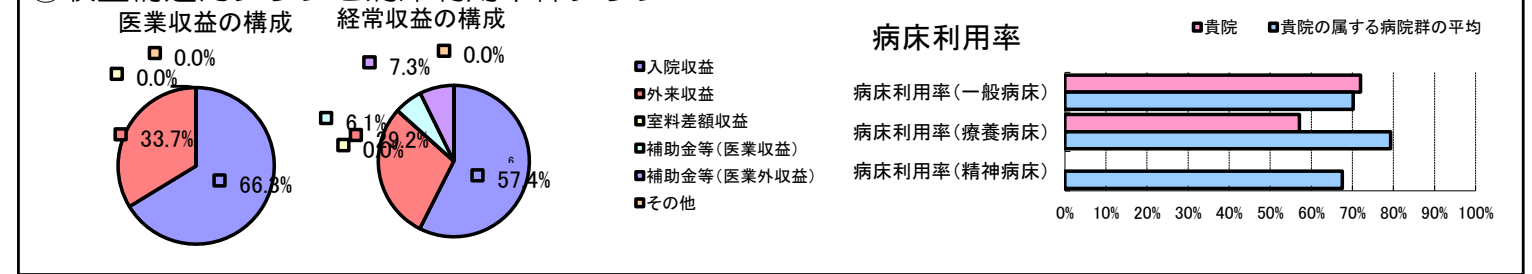 医業収益の構成
0.0%
0.0%
33.7%
66.3%
経常収益の構成
0.0%
7.3%
6.1%
0.0%
29.2%
57.4%
入院収益
外来収益
室料差額収益
補助金等(医業収益)
補助金等(医業外収益)
その他
病床利用率
貴院 貴院の属する病院群の平均
病床利用率(一般病床)
病床利用率(療養病床)
病床利用率(精神病床)
0% 10% 20% 30% 40% 50% 60% 70% 80% 90% 100%